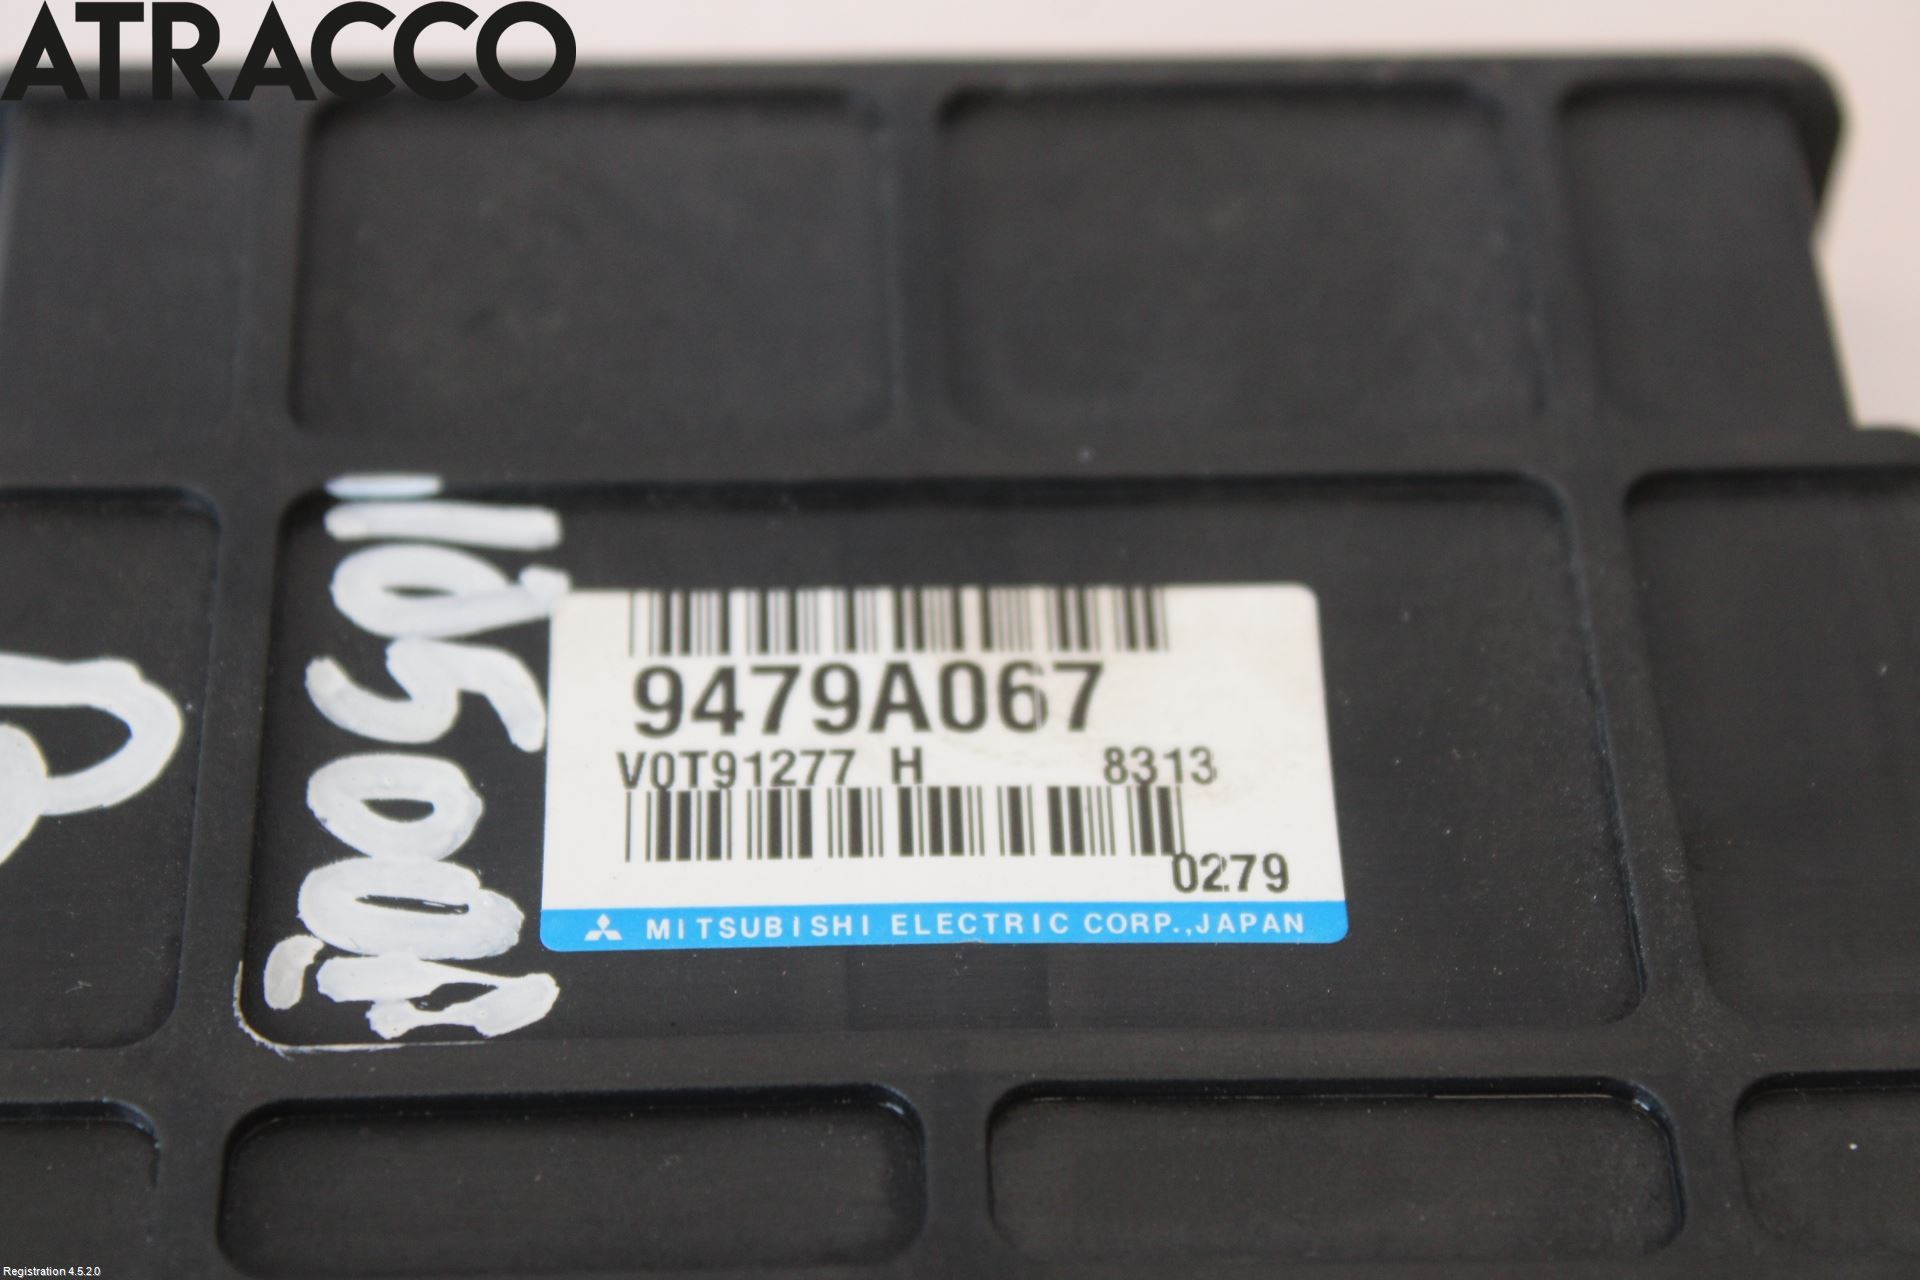 ATRACCO
9479A067
V0T91277 H 8313
0279
MITSUBISHI ELECTRIC CORP.,JAPAN
Registration 4.5.2.0